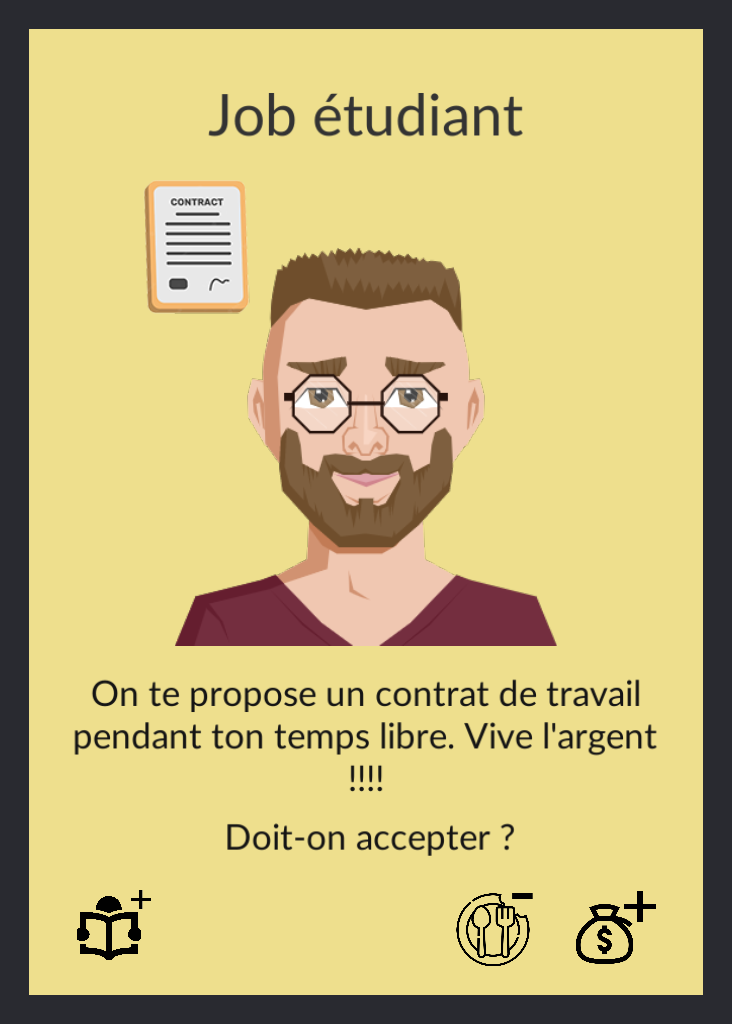 Job étudiant
CONTRACT
On te propose un contrat de travail
pendant ton temps libre. Vive l'argent
!!!!
Doit-on accepter ?
+
-
$ +